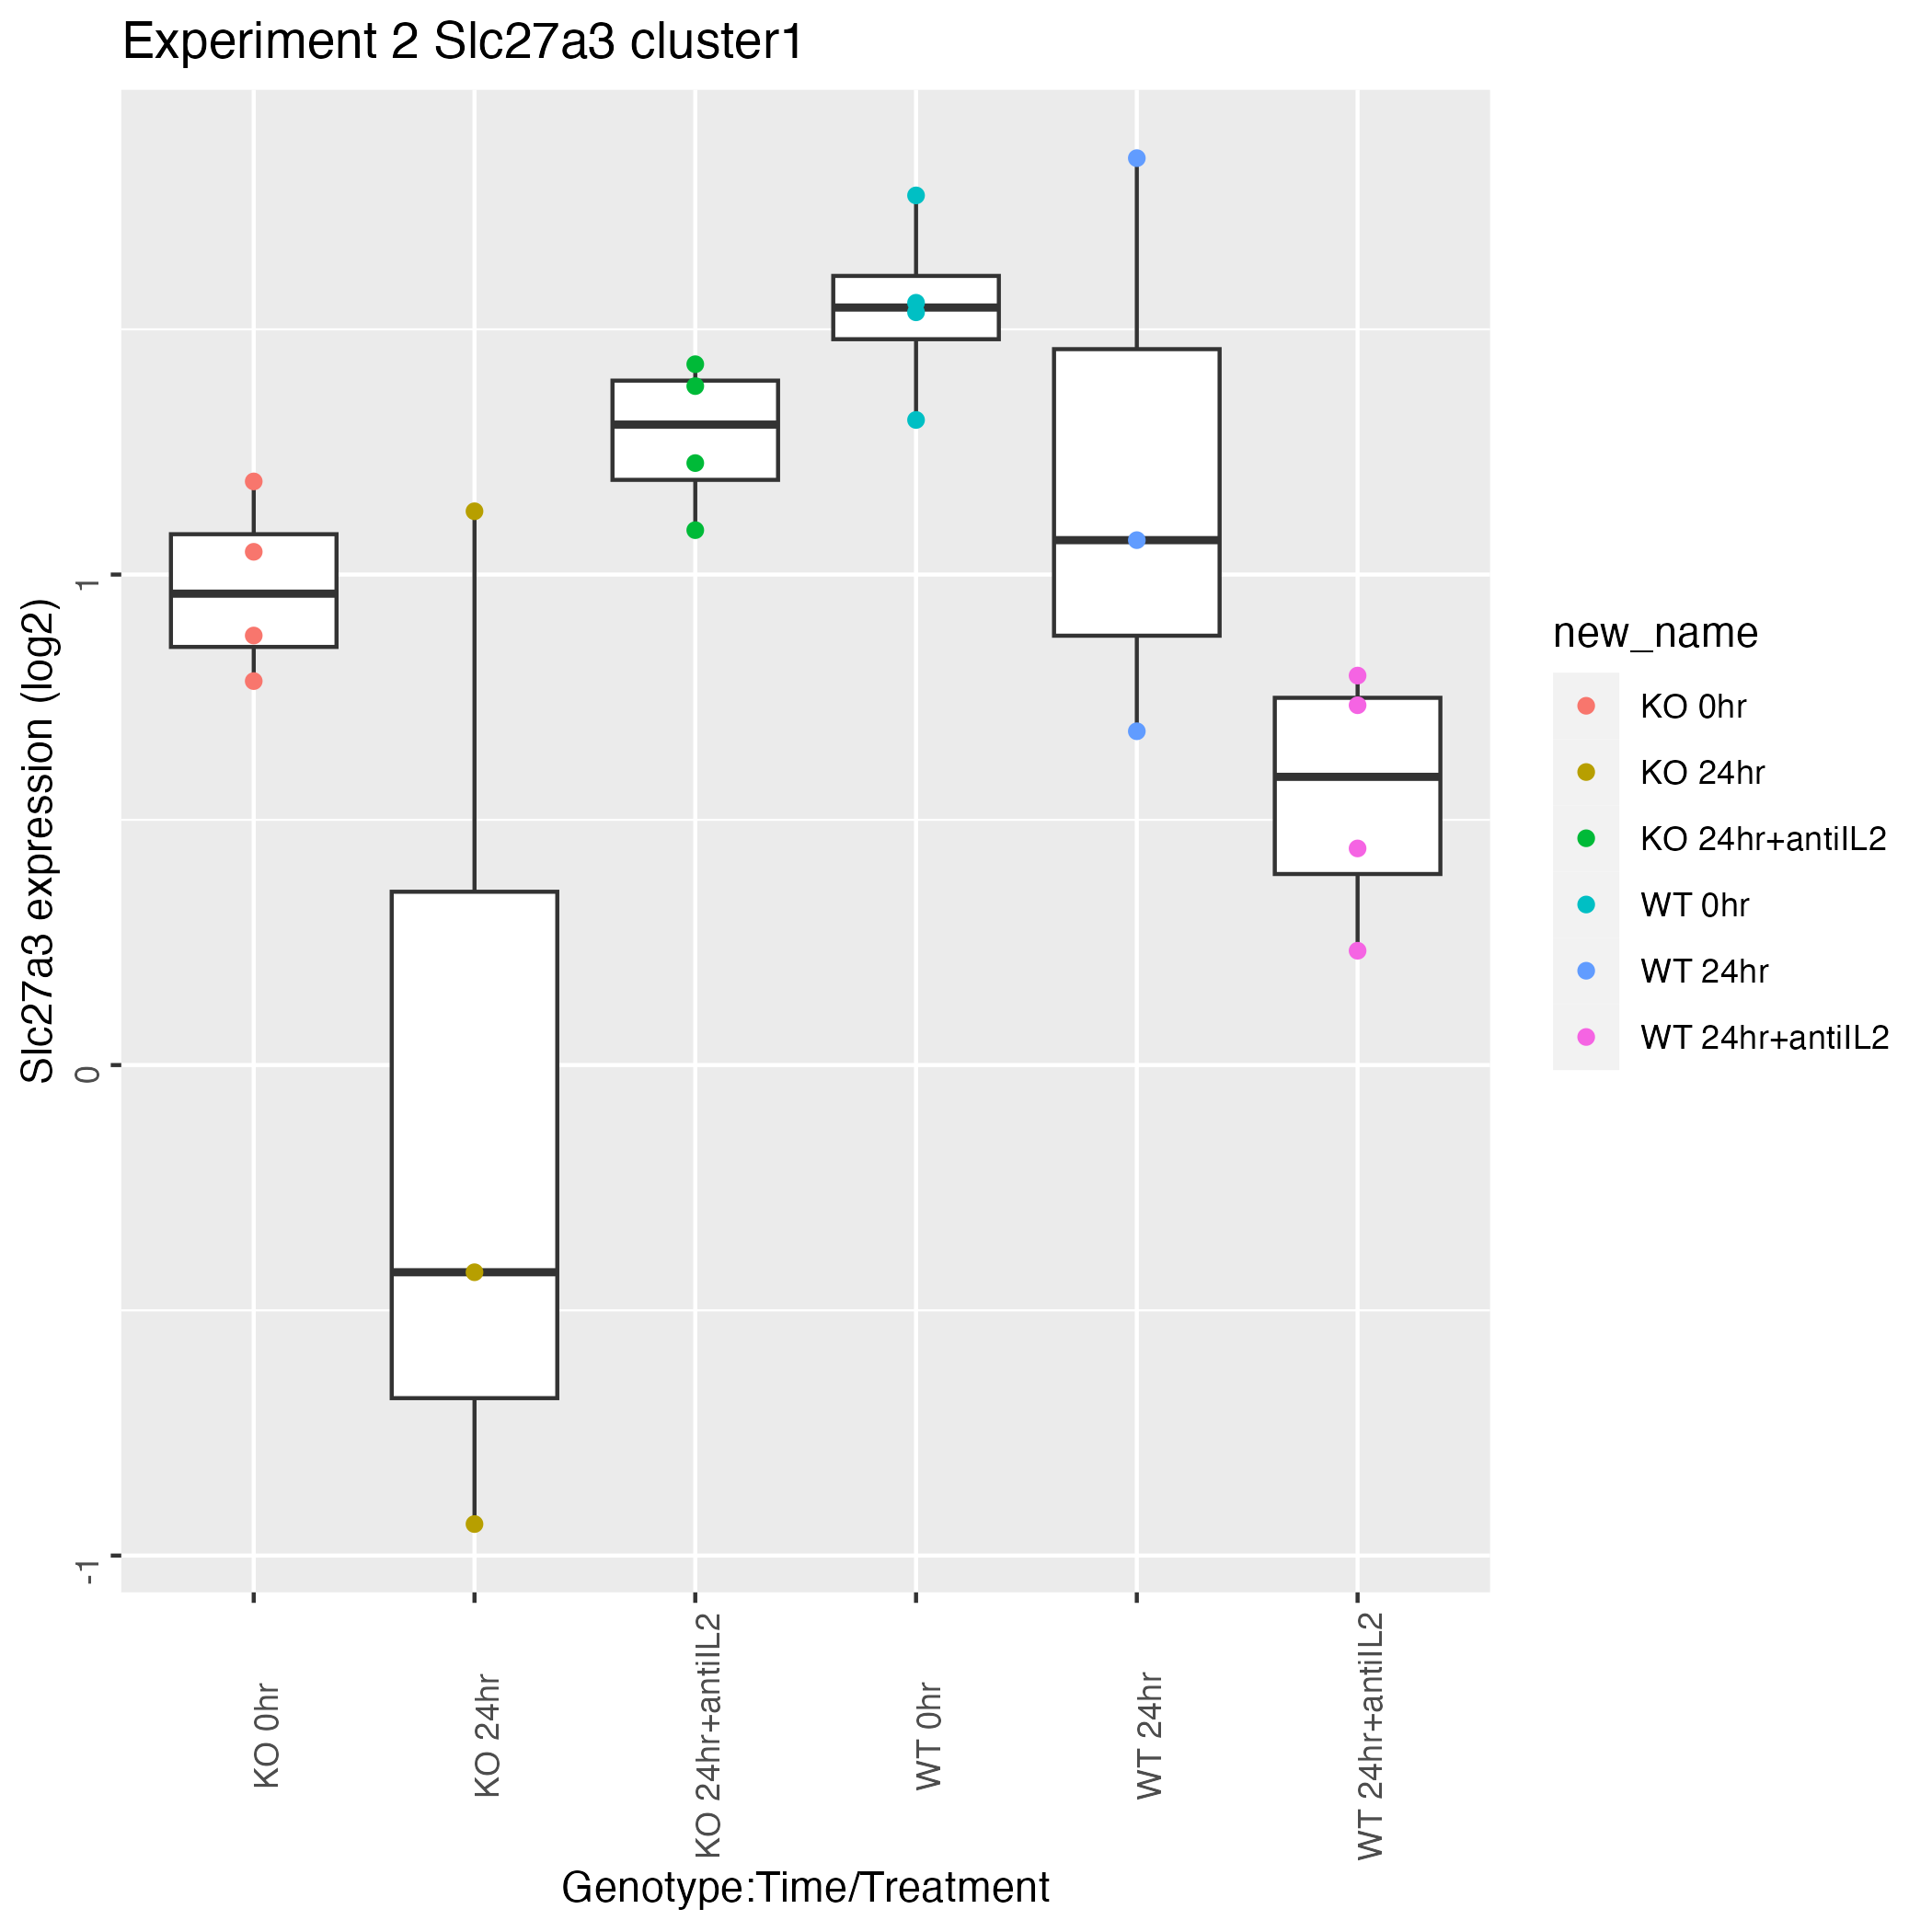 Experiment 2 Slc27a3 cluster1
Slc27a3 expression (log2)
1
0
-1
KO 0hr
KO 24hr
KO 24hr+antiIL2
WT 0hr
WT 24hr
WT 24hr+antiIL2
Genotype:Time/Treatment
new_name
KO 0hr
KO 24hr
KO 24hr+antiIL2
WT 0hr
WT 24hr
WT 24hr+antiIL2